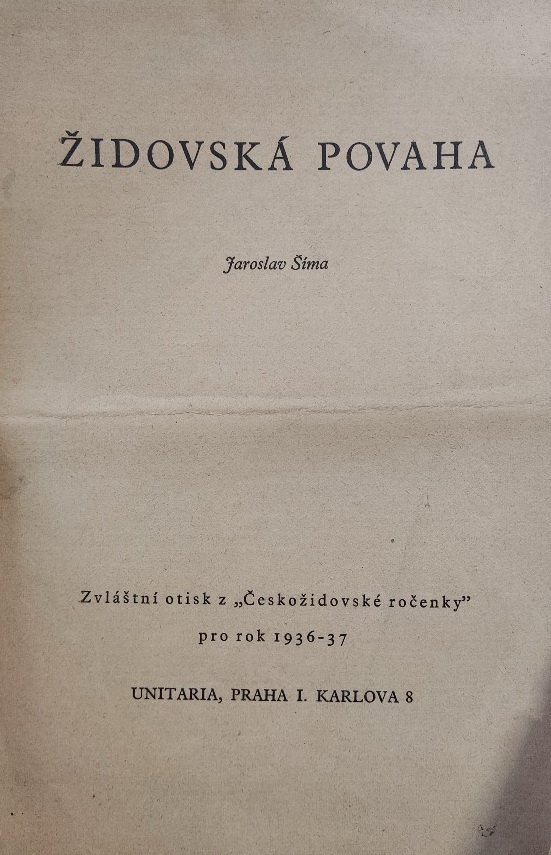 ŽIDOVSKÁ POVAHA
Jaroslav Šíma
Zvláštní otisk z „Českožidovské ročenky”
pro rok 1936-37
UNITARIA, PRAHA I. KARLOVA 8